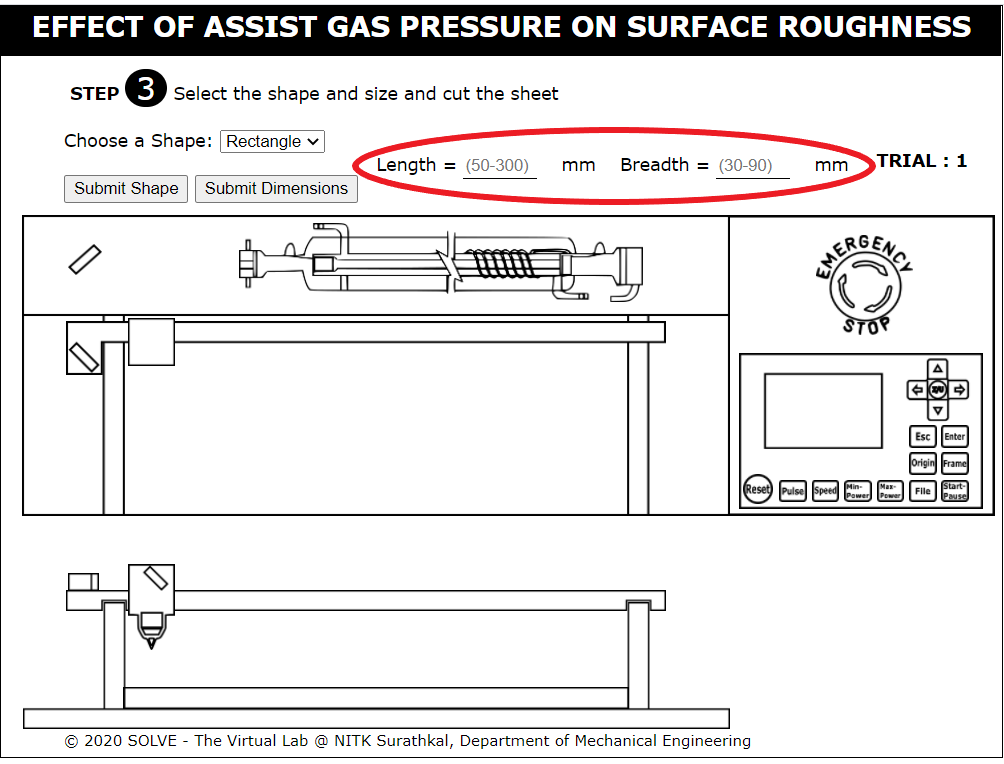 EFFECT OF ASSIST GAS PRESSURE ON SURFACE ROUGHNESS
STEP 3 Select the shape and size and cut the sheet
Choose a Shape: Rectangle
Length = (50-300) mm Breadth = (30-90) mm
TRIAL : 1
Submit Shape Submit Dimensions
EMERGENCY
STOP
Z/U
Esc Enter
Origin Frame
Reset Pulse Speed Min-Power Max-Power File Start-Pause
© 2020 SOLVE - The Virtual Lab @ NITK Surathkal, Department of Mechanical Engineering